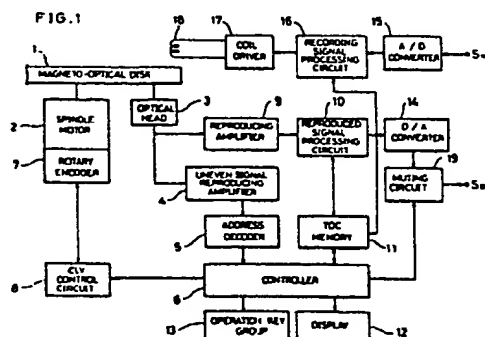 FIG.1
18
17
16
15
COIL DRIVER
RECORDING SIGNAL PROCESSING CIRCUIT
A / D CONVERTER
1
MAGNETO-OPTICAL DISK
OPTICAL HEAD
3
9
10
14
2
SPINDLE MOTOR
REPRODUCING AMPLIFIER
REPRODUCED SIGNAL PROCESSING CIRCUIT
D / A CONVERTER
19
7
ROTARY ENCODER
UNEVEN SIGNAL REPRODUCING AMPLIFIER
4
MUTING CIRCUIT
5
ADDRESS DECODER
TOC MEMORY
11
8
CLV CONTROL CIRCUIT
CONTROLLER
6
13
OPERATION KEY GROUP
DISPLAY
12